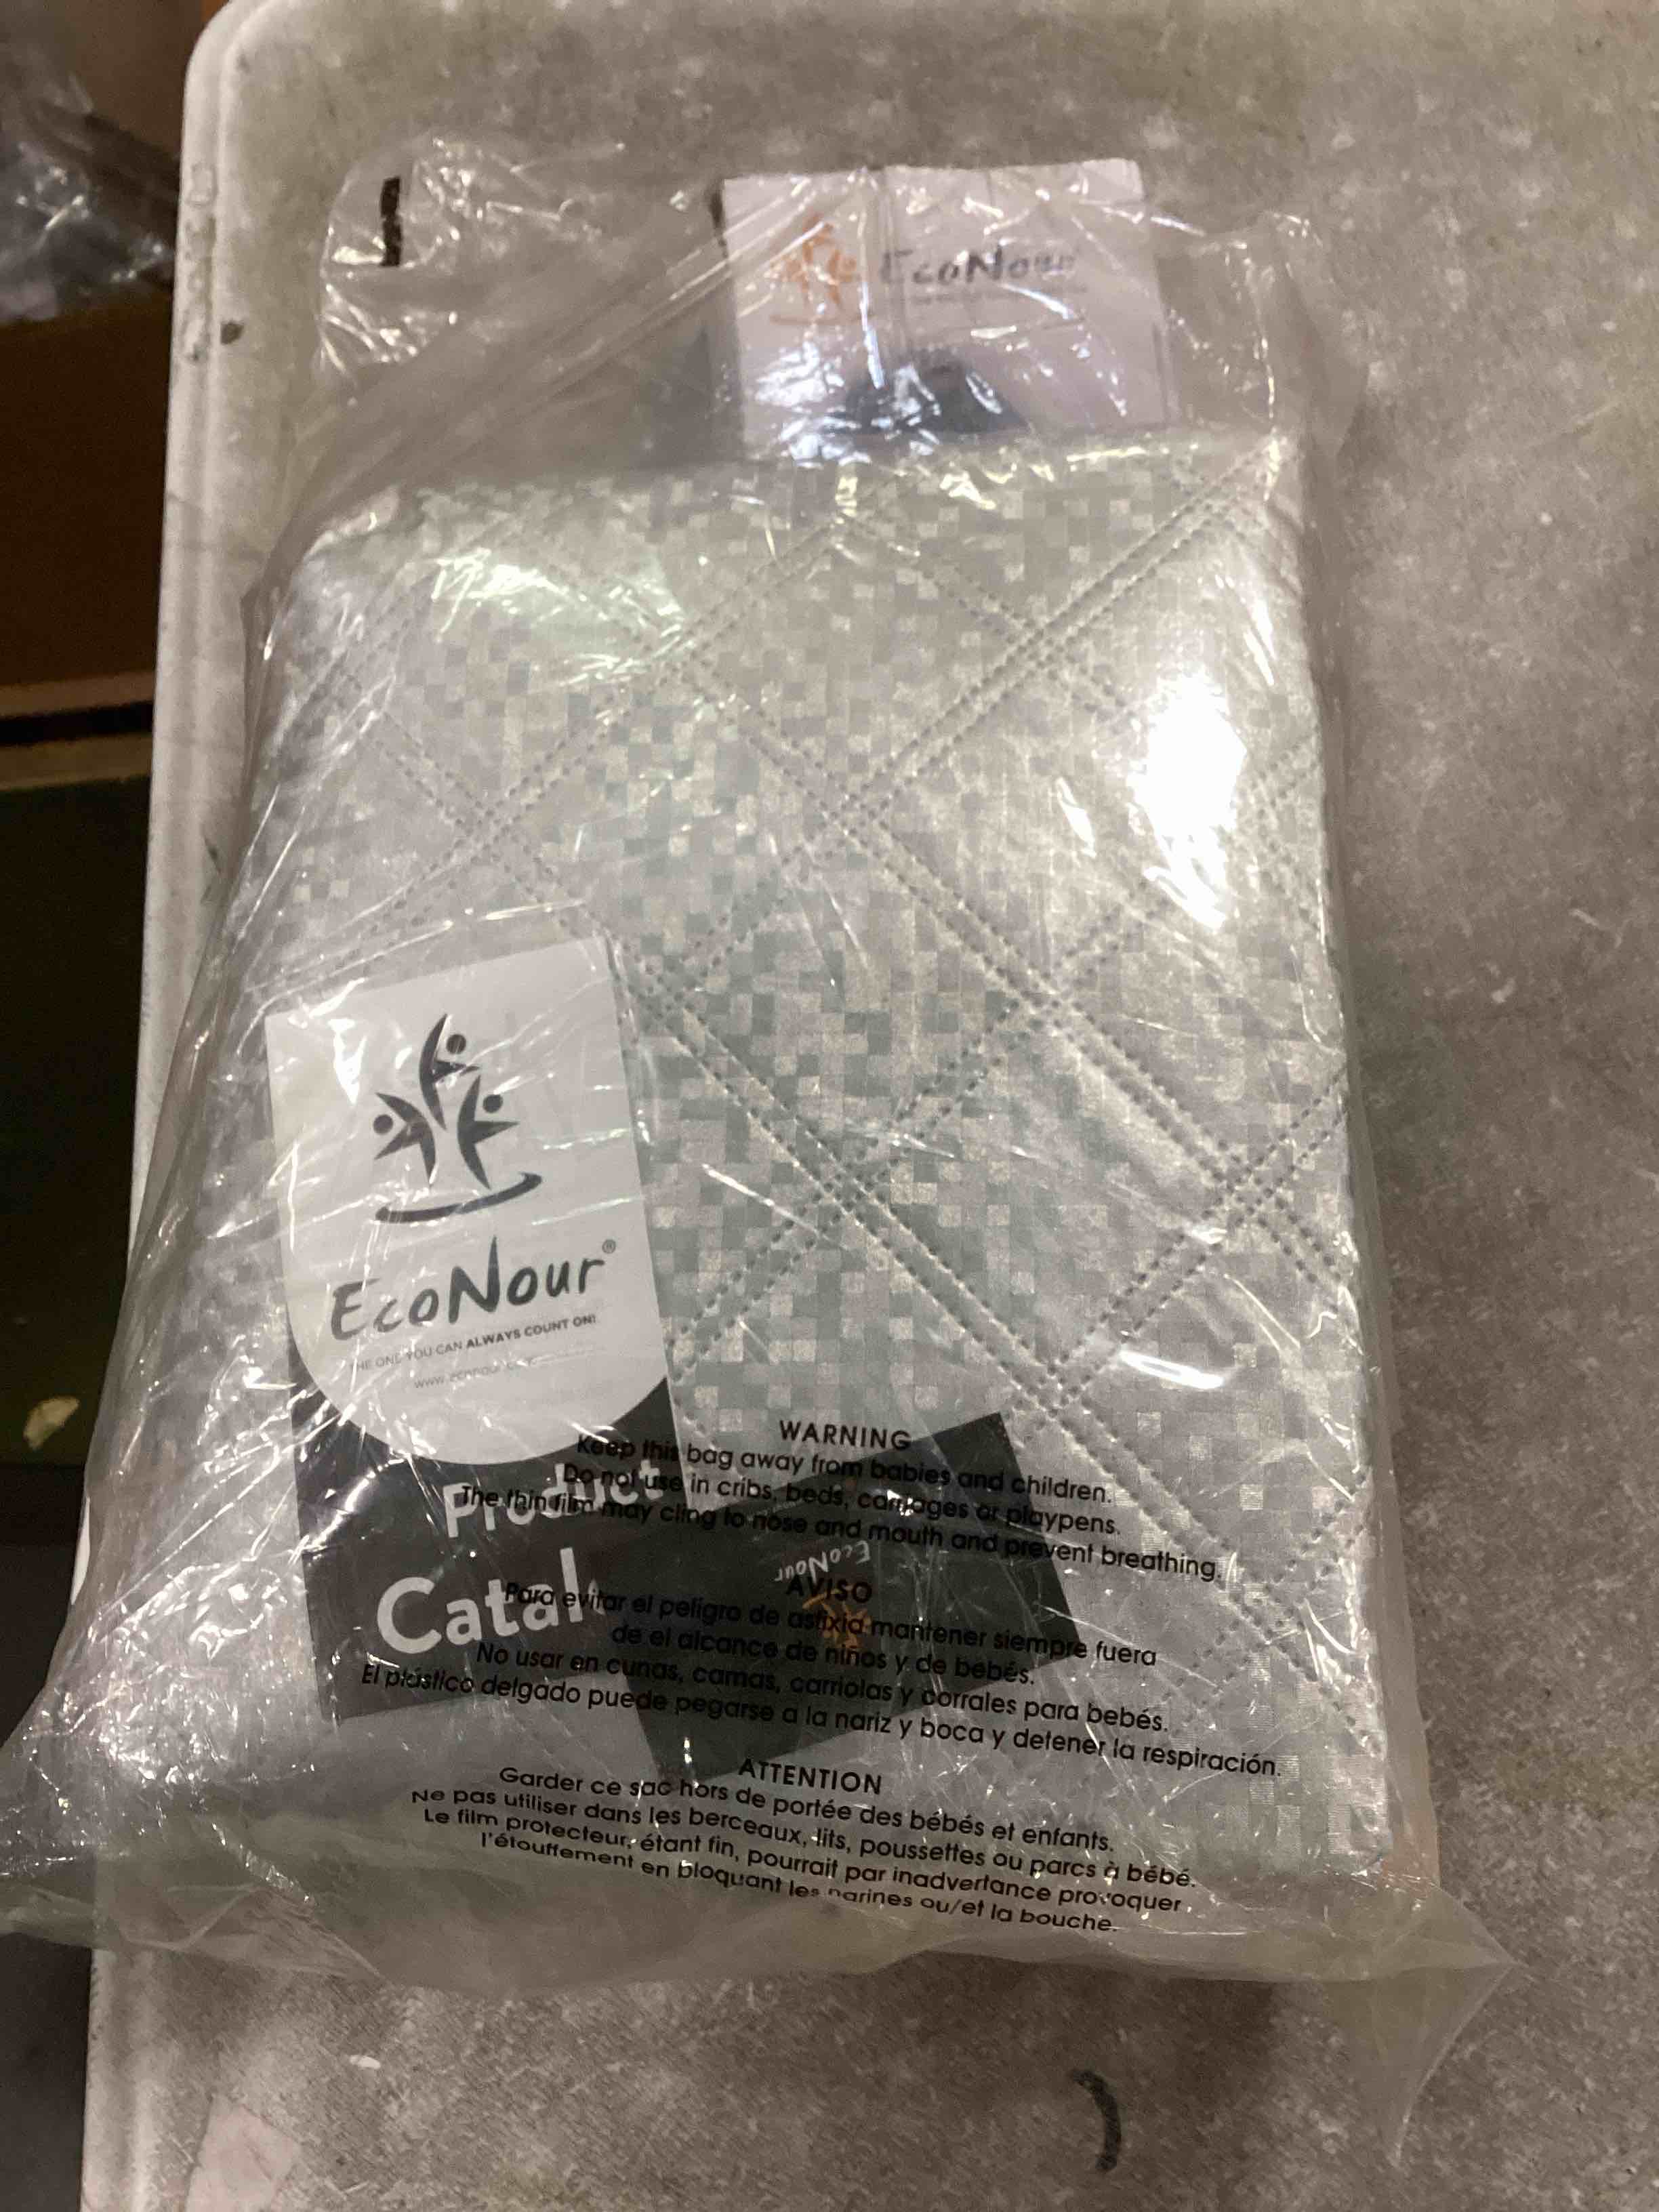 EcoNour
EcoNour®
THE ONE YOU CAN ALWAYS COUNT ON!
Product
Catal
WARNING
Keep this bag away from babies and children.
Do not use in cribs, beds, carriages or playpens.
The thin film may cling to nose and mouth and prevent breathing.
EcoNour
AVISO
Para evitar el peligro de asfixia mantener siempre fuera
de el alcance de niños y de bebés.
No usar en cunas, camas, carriolas y corrales para bebés.
El plástico delgado puede pegarse a la nariz y boca y detener la respiración.
ATTENTION
Garder ce sac hors de portée des bébés et enfants.
Ne pas utiliser dans les berceaux, lits, poussettes ou parcs à bébé.
Le film protecteur, étant fin, pourrait par inadvertance provoquer
l'étouffement en bloquant les narines ou/et la bouche.